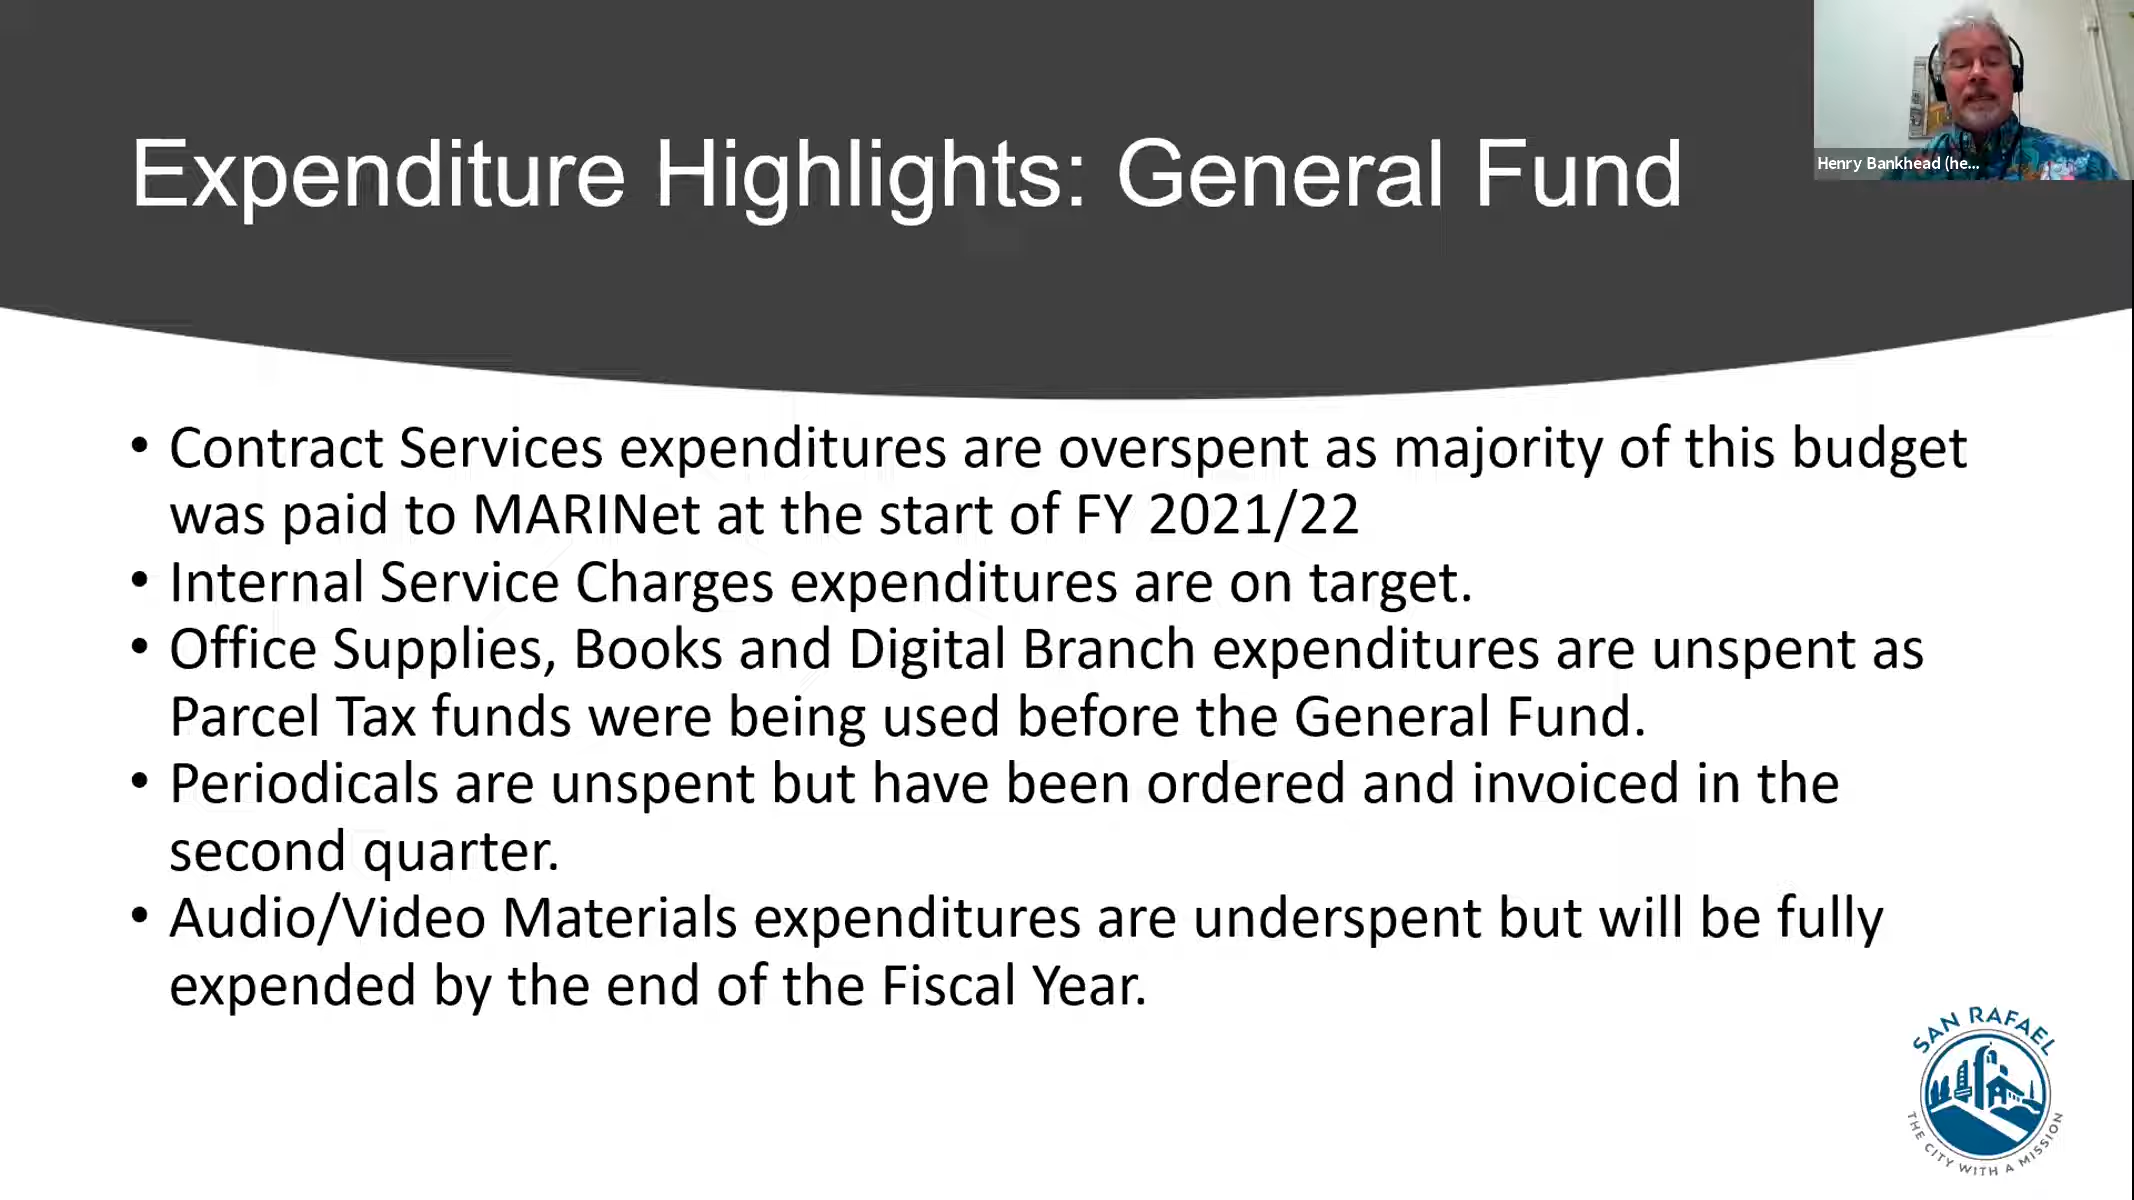 Expenditure Highlights: General Fund
Henry Bankhead (he...
• Contract Services expenditures are overspent as majority of this budget
was paid to MARINet at the start of FY 2021/22
• Internal Service Charges expenditures are on target.
• Office Supplies, Books and Digital Branch expenditures are unspent as
Parcel Tax funds were being used before the General Fund.
• Periodicals are unspent but have been ordered and invoiced in the
second quarter.
• Audio/Video Materials expenditures are underspent but will be fully
expended by the end of the Fiscal Year.
SAN RAFAEL
THE CITY WITH A MISSION